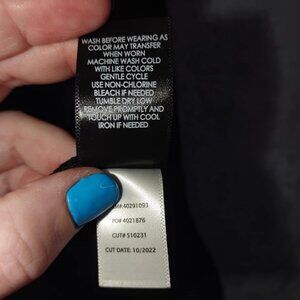 WASH BEFORE WEARING AS
COLOR MAY TRANSFER
WHEN WORN
MACHINE WASH COLD
WITH LIKE COLORS
GENTLE CYCLE
USE NON-CHLORINE
BLEACH IF NEEDED
TUMBLE DRY LOW
REMOVE PROMPTLY AND
TOUCH UP WITH COOL
IRON IF NEEDED
40291093
PO# 4021876
CUT# 510231
CUT DATE: 10/2022